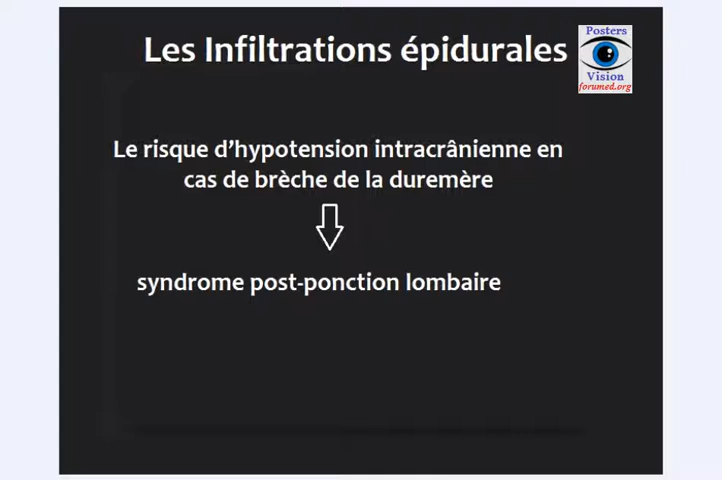 Les Infiltrations épidurales
Posters
Vision
forumed.org
Le risque d'hypotension intracrânienne en
cas de brèche de la duremère
syndrome post-ponction lombaire